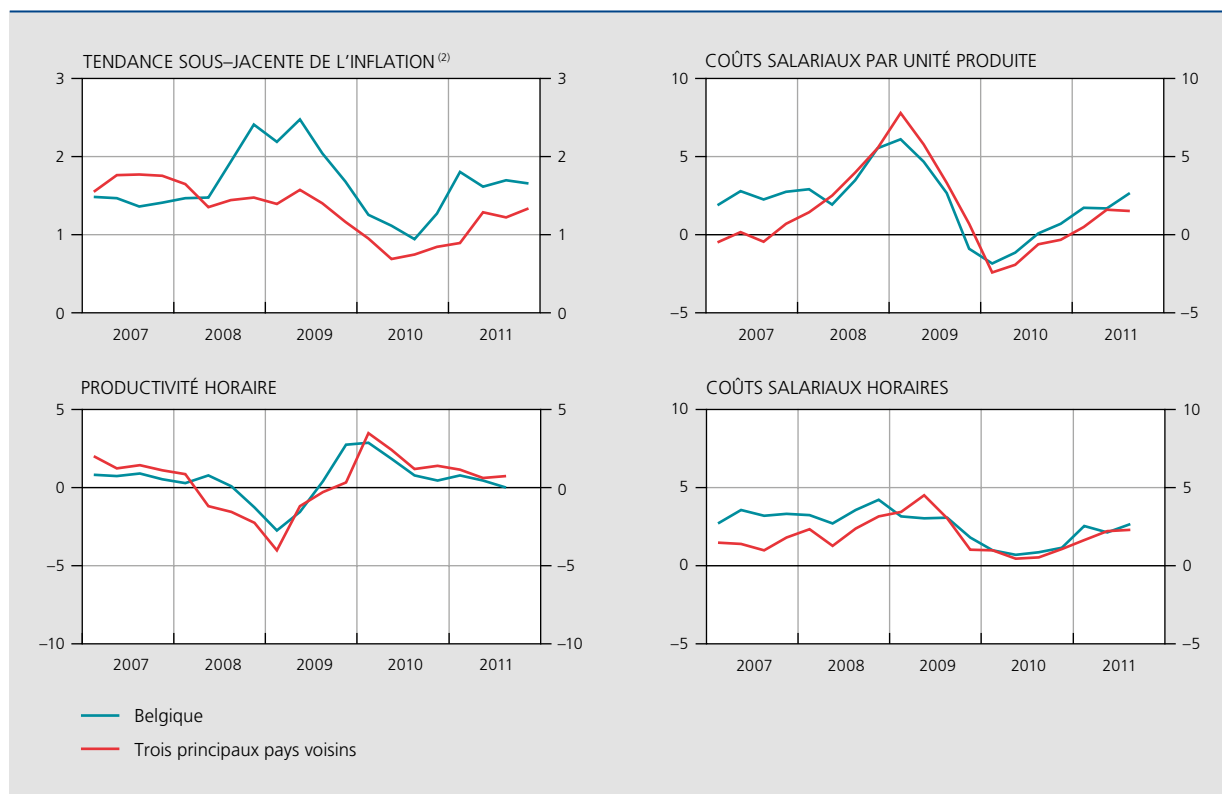 TENDANCE SOUS–JACENTE DE L'INFLATION (2)
3 3
2 2
1 1
0 0
2007 2008 2009 2010 2011
COÛTS SALARIAUX PAR UNITÉ PRODUITE
10 10
5 5
0 0
–5 –5
2007 2008 2009 2010 2011
PRODUCTIVITÉ HORAIRE
5 5
0 0
–5 –5
–10 –10
2007 2008 2009 2010 2011
COÛTS SALARIAUX HORAIRES
10 10
5 5
0 0
–5 –5
2007 2008 2009 2010 2011
Belgique
Trois principaux pays voisins